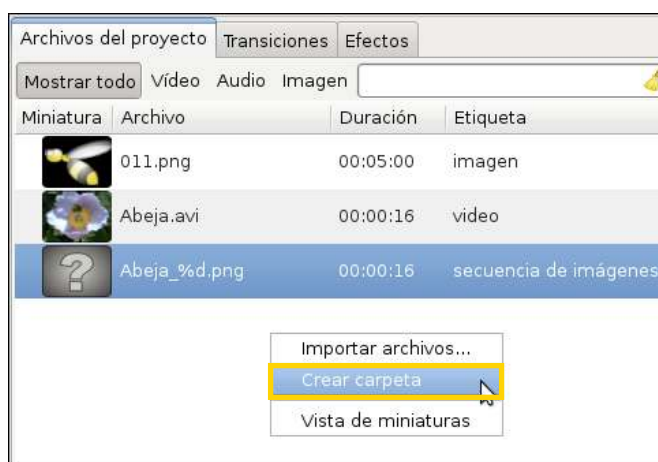 Archivos del proyecto Transiciones Efectos
Mostrar todo Vídeo Audio Imagen
Miniatura Archivo Duración Etiqueta
011.png 00:05:00 imagen
Abeja.avi 00:00:16 video
Abeja_%d.png 00:00:16 secuencia de imágenes
Importar archivos...
Crear carpeta
Vista de miniaturas